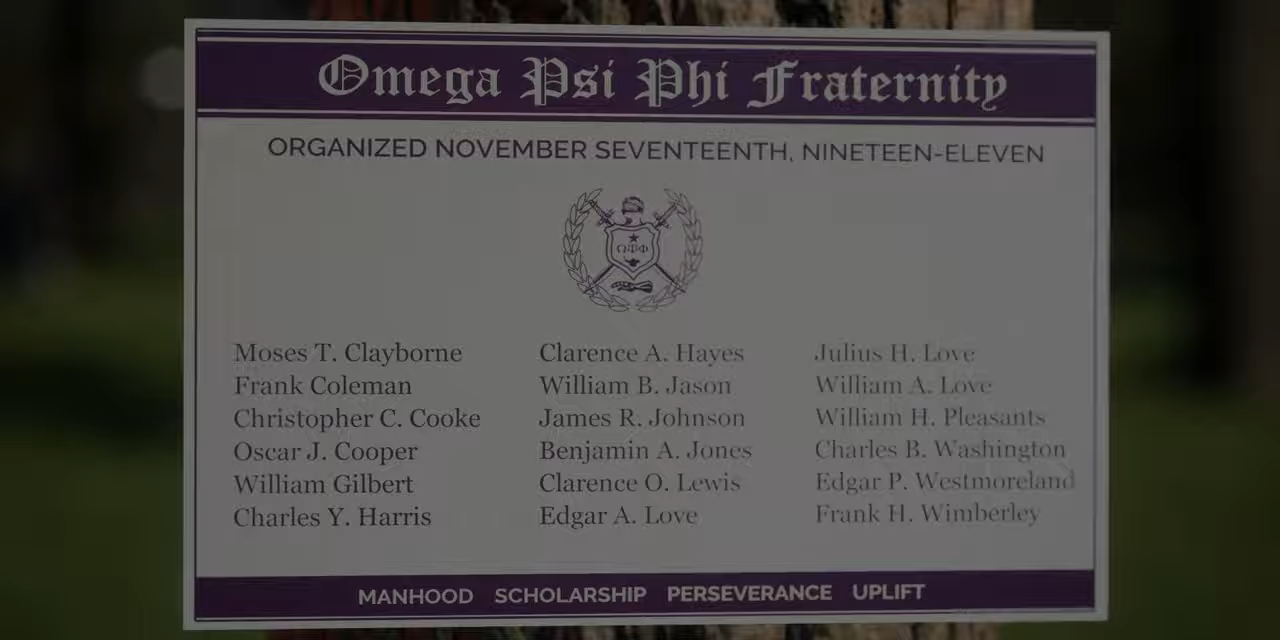 Omega Psi Phi Fraternity
ORGANIZED NOVEMBER SEVENTEENTH, NINETEEN-ELEVEN
ΩΨΦ
Moses T. Clayborne
Frank Coleman
Christopher C. Cooke
Oscar J. Cooper
William Gilbert
Charles Y. Harris
Clarence A. Hayes
William B. Jason
James R. Johnson
Benjamin A. Jones
Clarence O. Lewis
Edgar A. Love
Julius H. Love
William A. Love
William H. Pleasants
Charles B. Washington
Edgar P. Westmoreland
Frank H. Wimberley
MANHOOD SCHOLARSHIP PERSEVERANCE UPLIFT